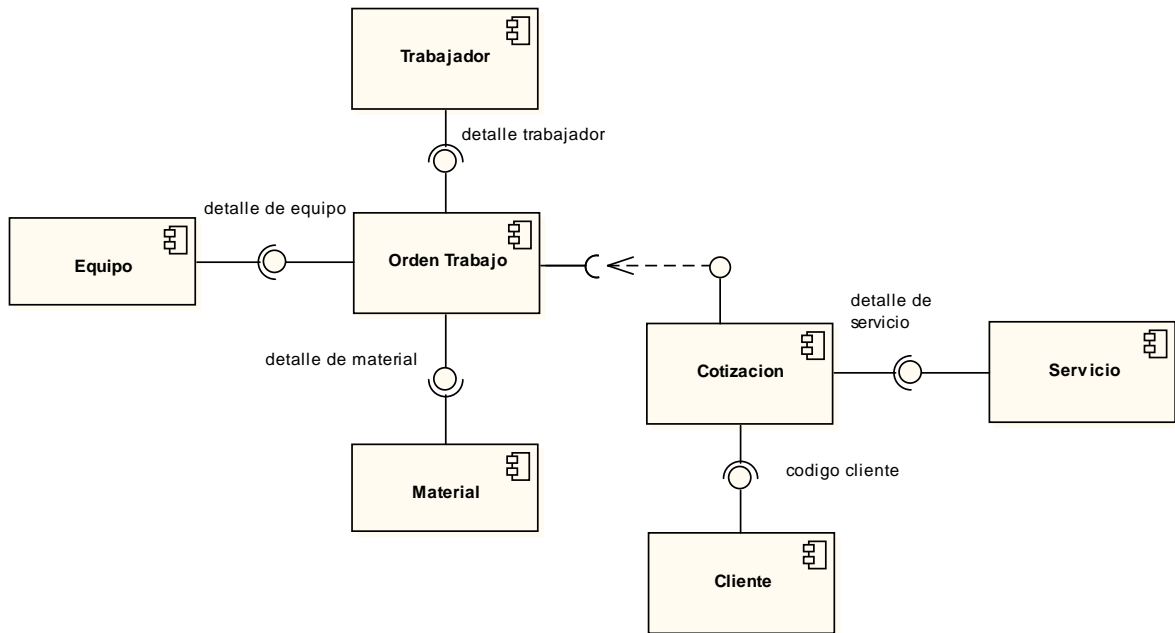 Trabajador
detalle trabajador
detalle de equipo
Equipo
Orden Trabajo
detalle de material
Material
detalle de
servicio
Cotizacion
Servicio
codigo cliente
Cliente